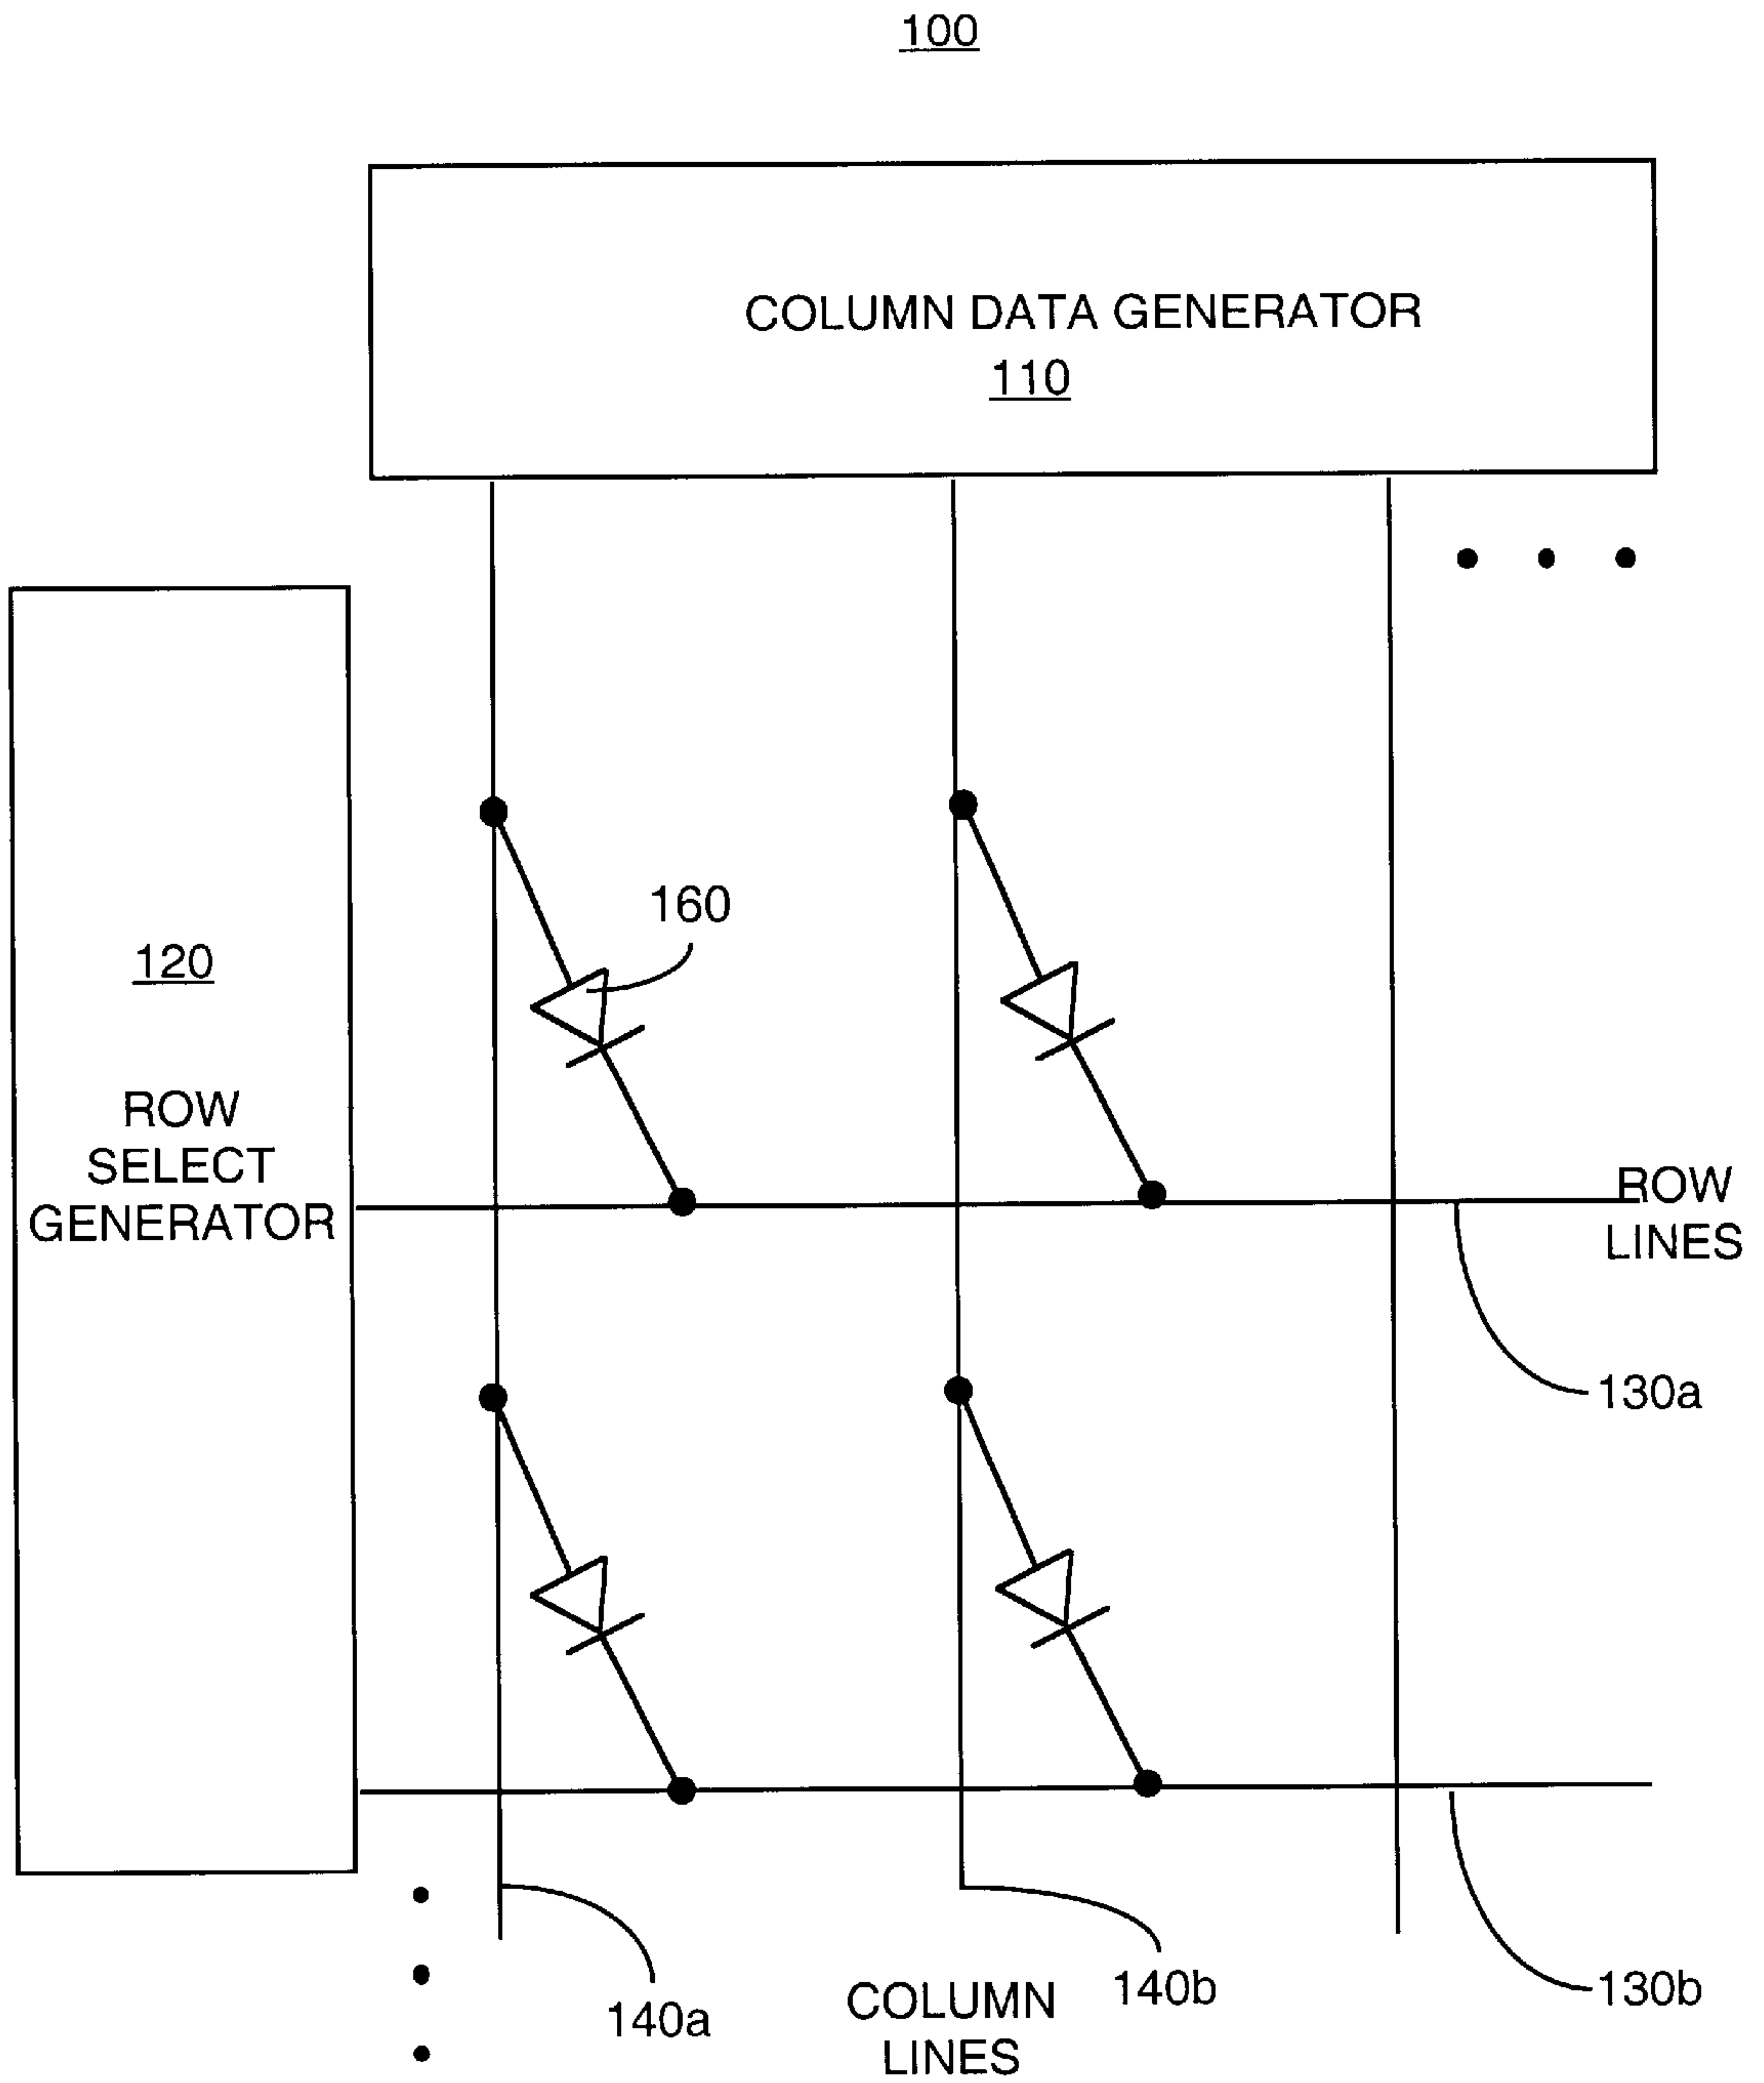 100
COLUMN DATA GENERATOR
110
160
120
ROW
SELECT
GENERATOR
ROW
LINES
130a
130b
140b
COLUMN
LINES
140a